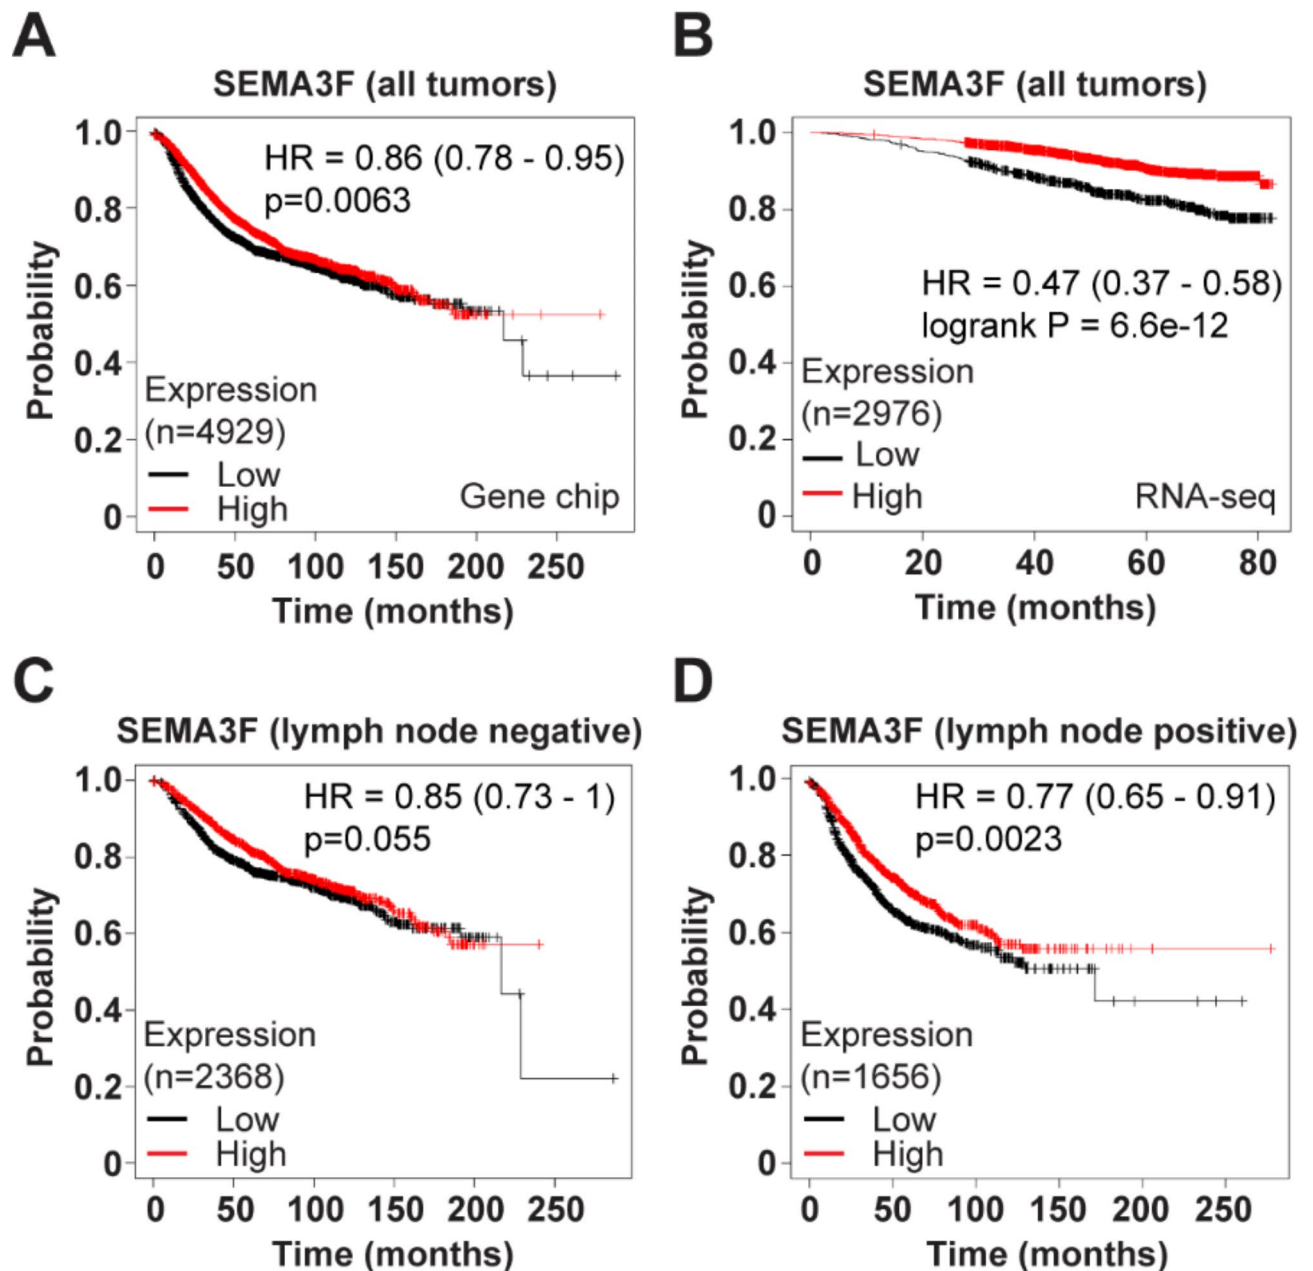 A
SEMA3F (all tumors)
1.0
0.8
0.6
0.4
0.2
0
Probability
HR = 0.86 (0.78 - 0.95)
p=0.0063
Expression
(n=4929)
Low
High
Gene chip
0 50 100 150 200 250
Time (months)
B
SEMA3F (all tumors)
1.0
0.8
0.6
0.4
0.2
0
Probability
HR = 0.47 (0.37 - 0.58)
logrank P = 6.6e-12
Expression
(n=2976)
Low
High
RNA-seq
0 20 40 60 80
Time (months)
C
SEMA3F (lymph node negative)
1.0
0.8
0.6
0.4
0.2
0
Probability
HR = 0.85 (0.73 - 1)
p=0.055
Expression
(n=2368)
Low
High
0 50 100 150 200 250
Time (months)
D
SEMA3F (lymph node positive)
1.0
0.8
0.6
0.4
0.2
0
Probability
HR = 0.77 (0.65 - 0.91)
p=0.0023
Expression
(n=1656)
Low
High
0 50 100 150 200 250
Time (months)